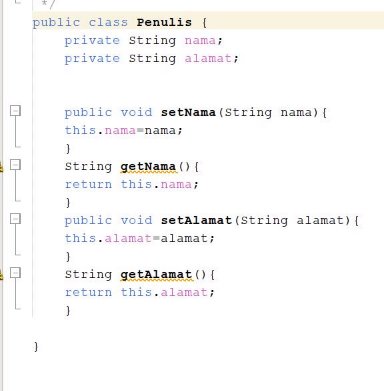 */
public class Penulis {
    private String nama;
    private String alamat;


    public void setNama(String nama){
    this.nama=nama;
    }
    String getNama(){
    return this.nama;
    }
    public void setAlamat(String alamat){
    this.alamat=alamat;
    }
    String getAlamat(){
    return this.alamat;
    }

}